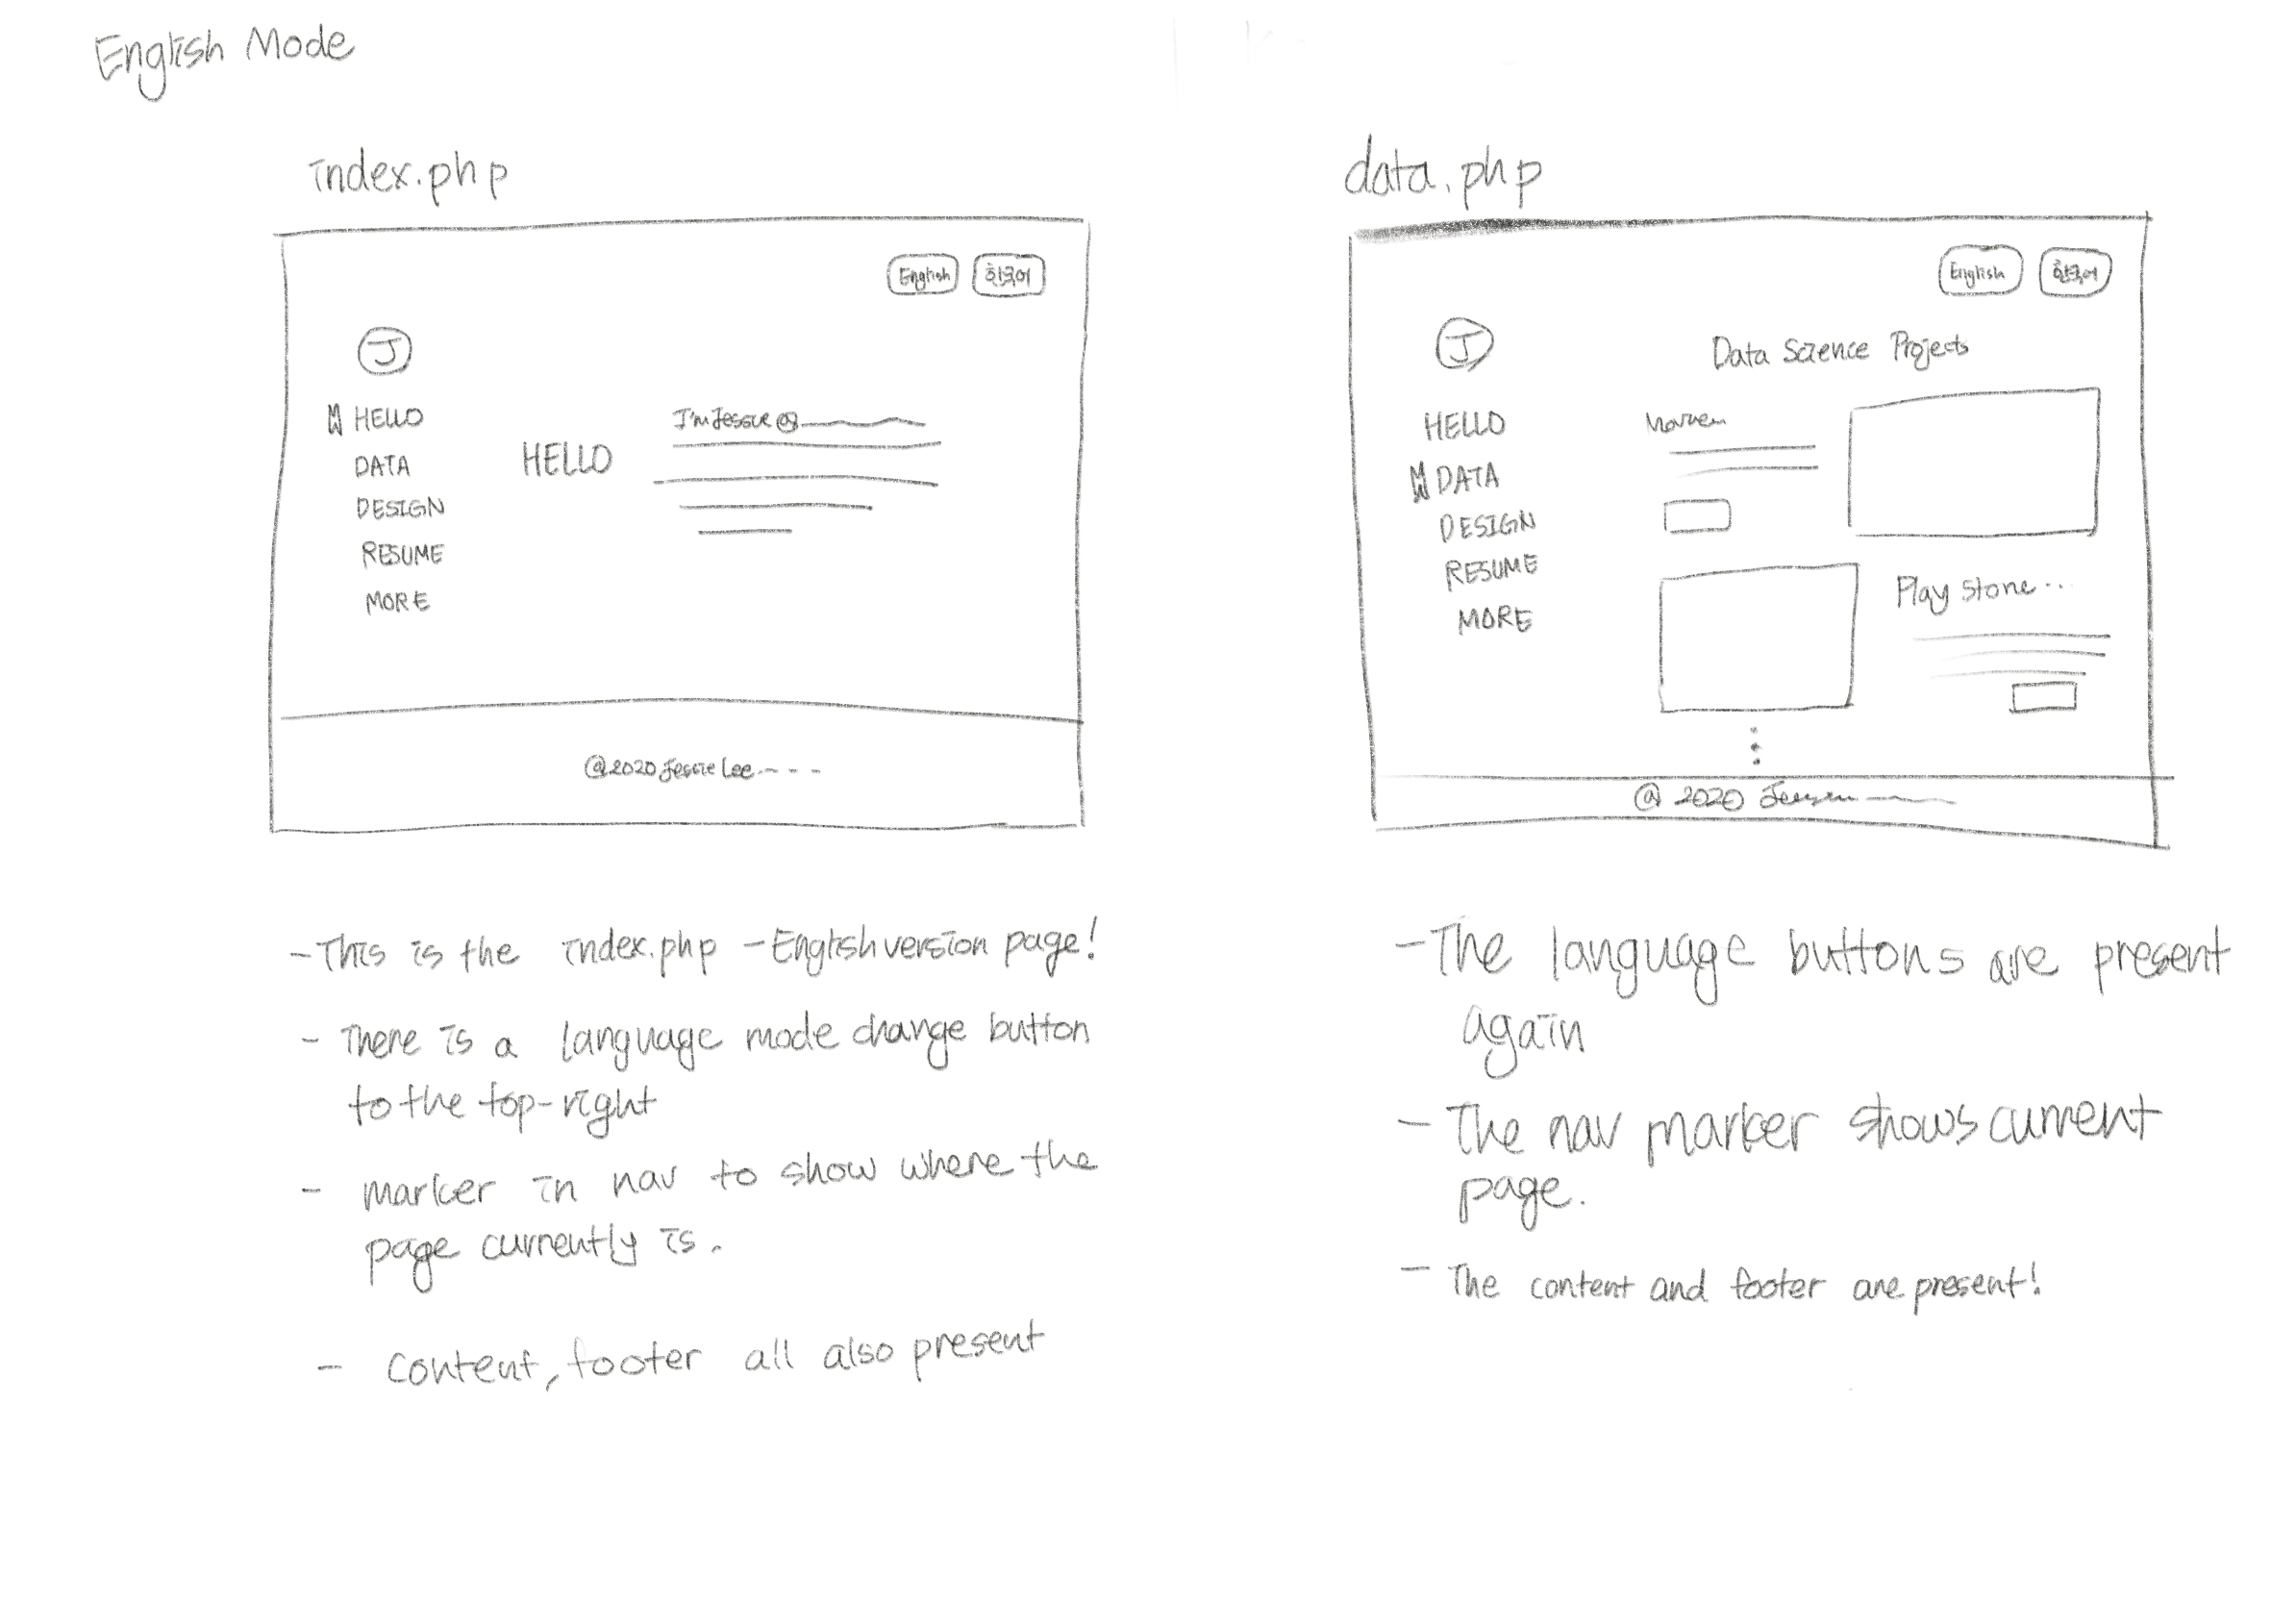 English Mode
index.php
English 한국어
J
HELLO
DATA
DESIGN
RESUME
MORE
HELLO
I'm Jessie @
@2020 Jessie Lee - - -
- This is the index.php - English version page!
- There is a language mode change button
to the top-right
- marker in nav to show where the
page currently is.
- content, footer all also present
data.php
English 한국어
J
Data Science Projects
HELLO
DATA
DESIGN
RESUME
MORE
Play Store...
@ 2020
- The language buttons are present
again
- The nav marker shows current
page.
- The content and footer are present!